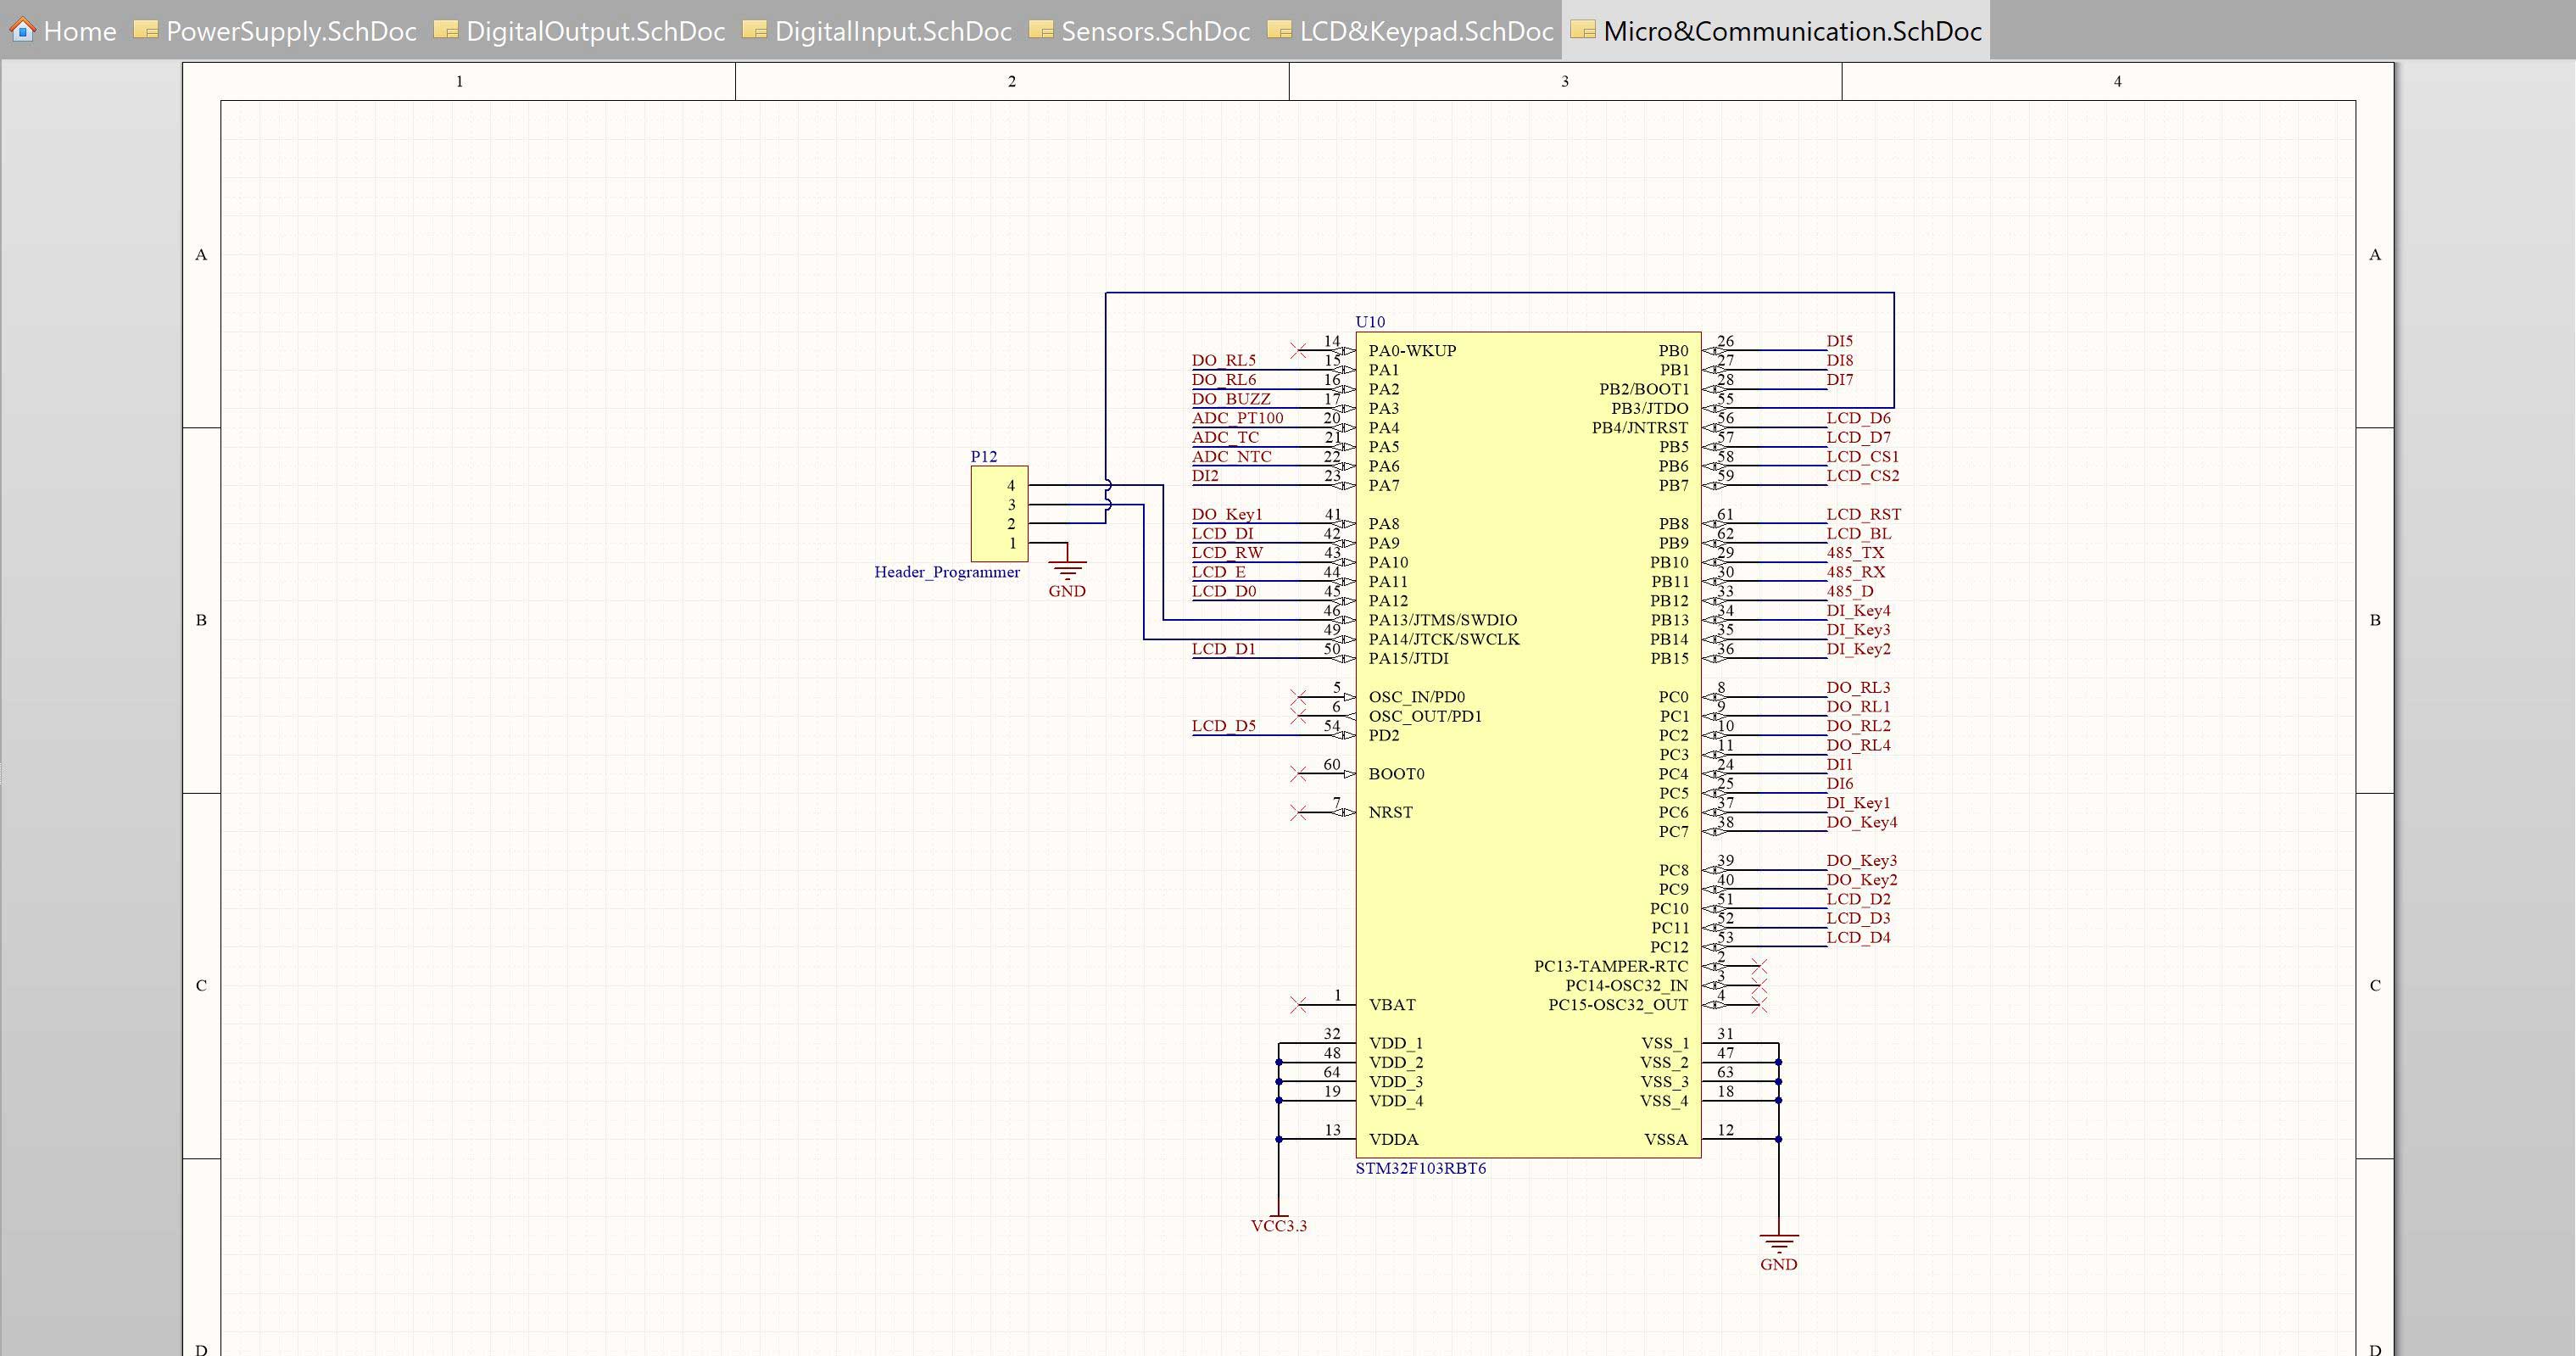 Home PowerSupply.SchDoc DigitalOutput.SchDoc DigitalInput.SchDoc Sensors.SchDoc LCD&Keypad.SchDoc Micro&Communication.SchDoc
1 2 3 4
A A
B B
C C
D D
P12
4
3
2
1
Header_Programmer
GND
U10
14 PA0-WKUP
DO_RL5 15 PA1
DO_RL6 16 PA2
DO_BUZZ 17 PA3
ADC_PT100 20 PA4
ADC_TC 21 PA5
ADC_NTC 22 PA6
DI2 23 PA7
DO_Key1 41 PA8
LCD_DI 42 PA9
LCD_RW 43 PA10
LCD_E 44 PA11
LCD_D0 45 PA12
46 PA13/JTMS/SWDIO
49 PA14/JTCK/SWCLK
LCD_D1 50 PA15/JTDI
5 OSC_IN/PD0
6 OSC_OUT/PD1
LCD_D5 54 PD2
60 BOOT0
7 NRST
1 VBAT
32 VDD_1
48 VDD_2
64 VDD_3
19 VDD_4
13 VDDA
VCC3.3
PB0 26 DI5
PB1 27 DI8
PB2/BOOT1 28 DI7
PB3/JTDO 55
PB4/JNTRST 56 LCD_D6
PB5 57 LCD_D7
PB6 58 LCD_CS1
PB7 59 LCD_CS2
PB8 61 LCD_RST
PB9 62 LCD_BL
PB10 29 485_TX
PB11 30 485_RX
PB12 33 485_D
PB13 34 DI_Key4
PB14 35 DI_Key3
PB15 36 DI_Key2
PC0 8 DO_RL3
PC1 9 DO_RL1
PC2 10 DO_RL2
PC3 11 DO_RL4
PC4 24 DI1
PC5 25 DI6
PC6 37 DI_Key1
PC7 38 DO_Key4
PC8 39 DO_Key3
PC9 40 DO_Key2
PC10 51 LCD_D2
PC11 52 LCD_D3
PC12 53 LCD_D4
PC13-TAMPER-RTC 2
PC14-OSC32_IN 3
PC15-OSC32_OUT 4
VSS_1 31
VSS_2 47
VSS_3 63
VSS_4 18
VSSA 12
STM32F103RBT6
GND